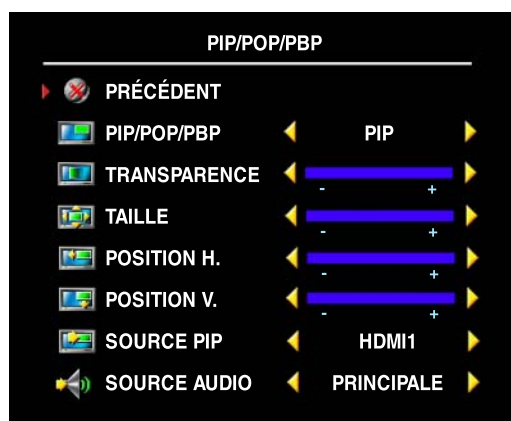 PIP/POP/PBP
PRÉCÉDENT
PIP/POP/PBP PIP
TRANSPARENCE
- +
TAILLE
- +
POSITION H.
- +
POSITION V.
- +
SOURCE PIP HDMI1
SOURCE AUDIO PRINCIPALE